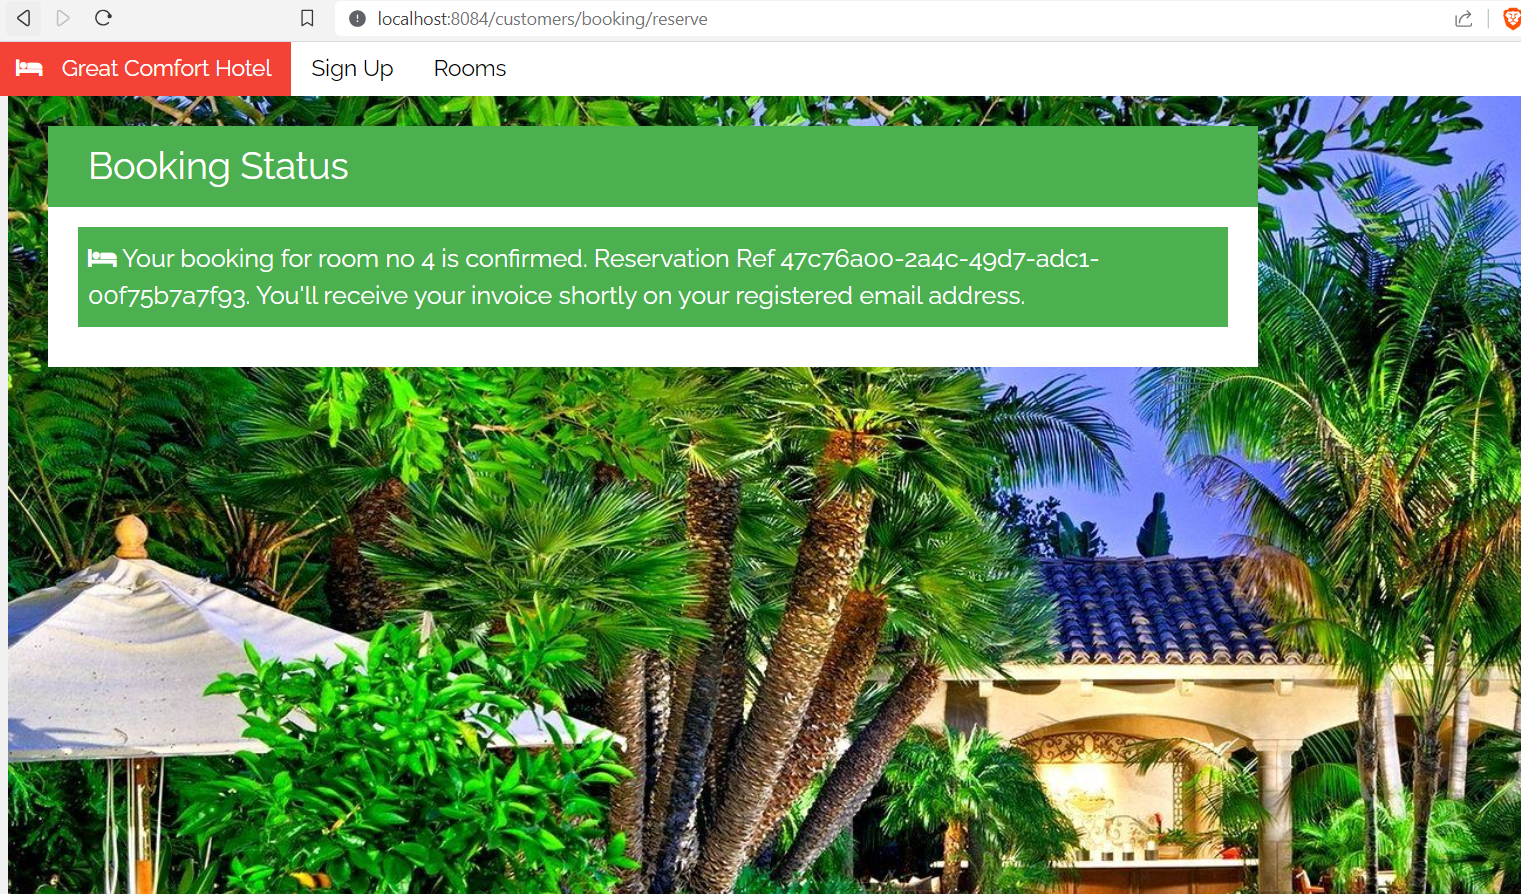 localhost:8084/customers/booking/reserve
Great Comfort Hotel Sign Up Rooms
Booking Status
Your booking for room no 4 is confirmed. Reservation Ref 47c76a00-2a4c-49d7-adc1-
00f75b7a7f93. You'll receive your invoice shortly on your registered email address.